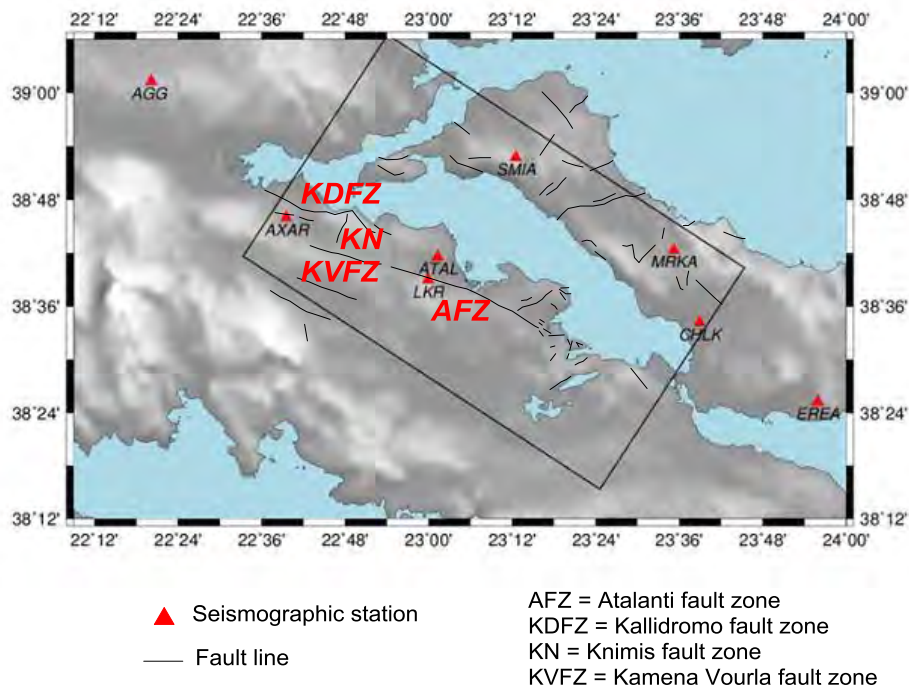 22˚12' 22˚24' 22˚36' 22˚48' 23˚00' 23˚12' 23˚24' 23˚36' 23˚48' 24˚00'
39˚00' 39˚00'
AGG
SMIA
38˚48' 38˚48'
KDFZ
AXAR
KN
ATAL
MRKA
KVFZ
LKR
38˚36' 38˚36'
AFZ
CHLK
38˚24' 38˚24'
EREA
38˚12' 38˚12'
22˚12' 22˚24' 22˚36' 22˚48' 23˚00' 23˚12' 23˚24' 23˚36' 23˚48' 24˚00'
Seismographic station
Fault line
AFZ = Atalanti fault zone
KDFZ = Kallidromo fault zone
KN = Knimis fault zone
KVFZ = Kamena Vourla fault zone